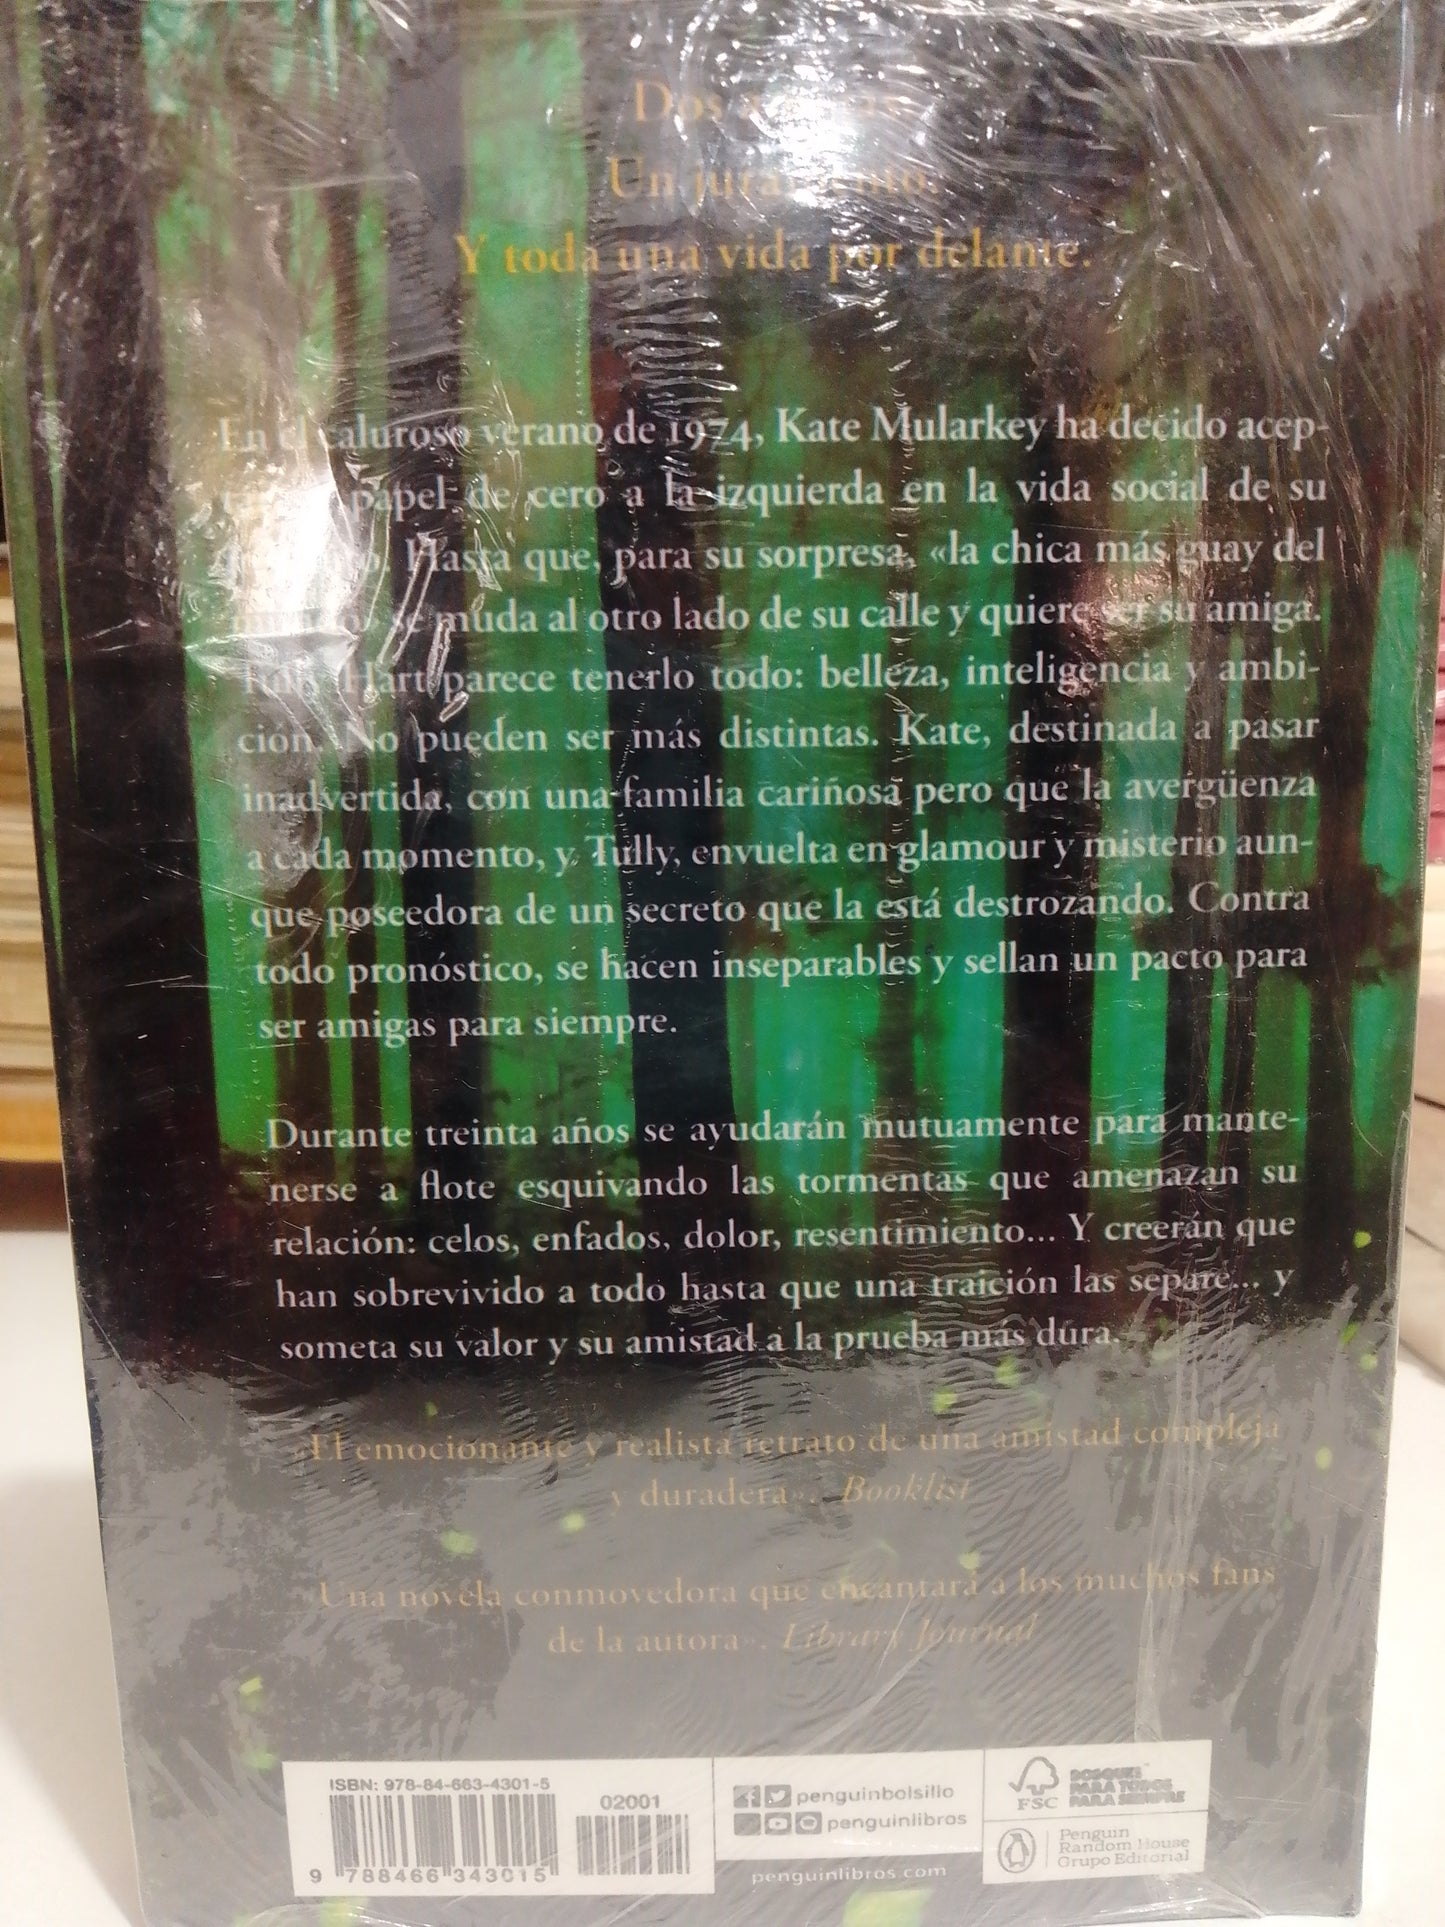 Dos
Un juramento.
Y toda una vida por delante.
En el caluroso verano de 1974, Kate Mularkey ha decido acep-
papel de cero a la izquierda en la vida social de su
Hasta que, para su sorpresa, «la chica más guay del
se muda al otro lado de su calle y quiere ser su amiga.
Hart parece tenerlo todo: belleza, inteligencia y ambi-
ción. No pueden ser más distintas. Kate, destinada a pasar
inadvertida, con una familia cariñosa pero que la avergüenza
a cada momento, y Tully, envuelta en glamour y misterio aun-
que poseedora de un secreto que la está destrozando. Contra
todo pronóstico, se hacen inseparables y sellan un pacto para
ser amigas para siempre.
Durante treinta años se ayudarán mutuamente para mante-
nerse a flote esquivando las tormentas que amenazan su
relación: celos, enfados, dolor, resentimiento... Y creerán que
han sobrevivido a todo hasta que una traición las separe... y
someta su valor y su amistad a la prueba más dura.
«El emocionante y realista retrato de una amistad compleja
y duradera». Booklist
«Una novela conmovedora que encantará a los muchos fans
de la autora». Library Journal
ISBN: 978-84-663-4301-5
02001
9 788466 343015
penguinbolsillo
penguinlibros
penguinlibros.com
FSC
BOSQUES
PARA TODOS
PARA SIEMPRE
Penguin
Random House
Grupo Editorial